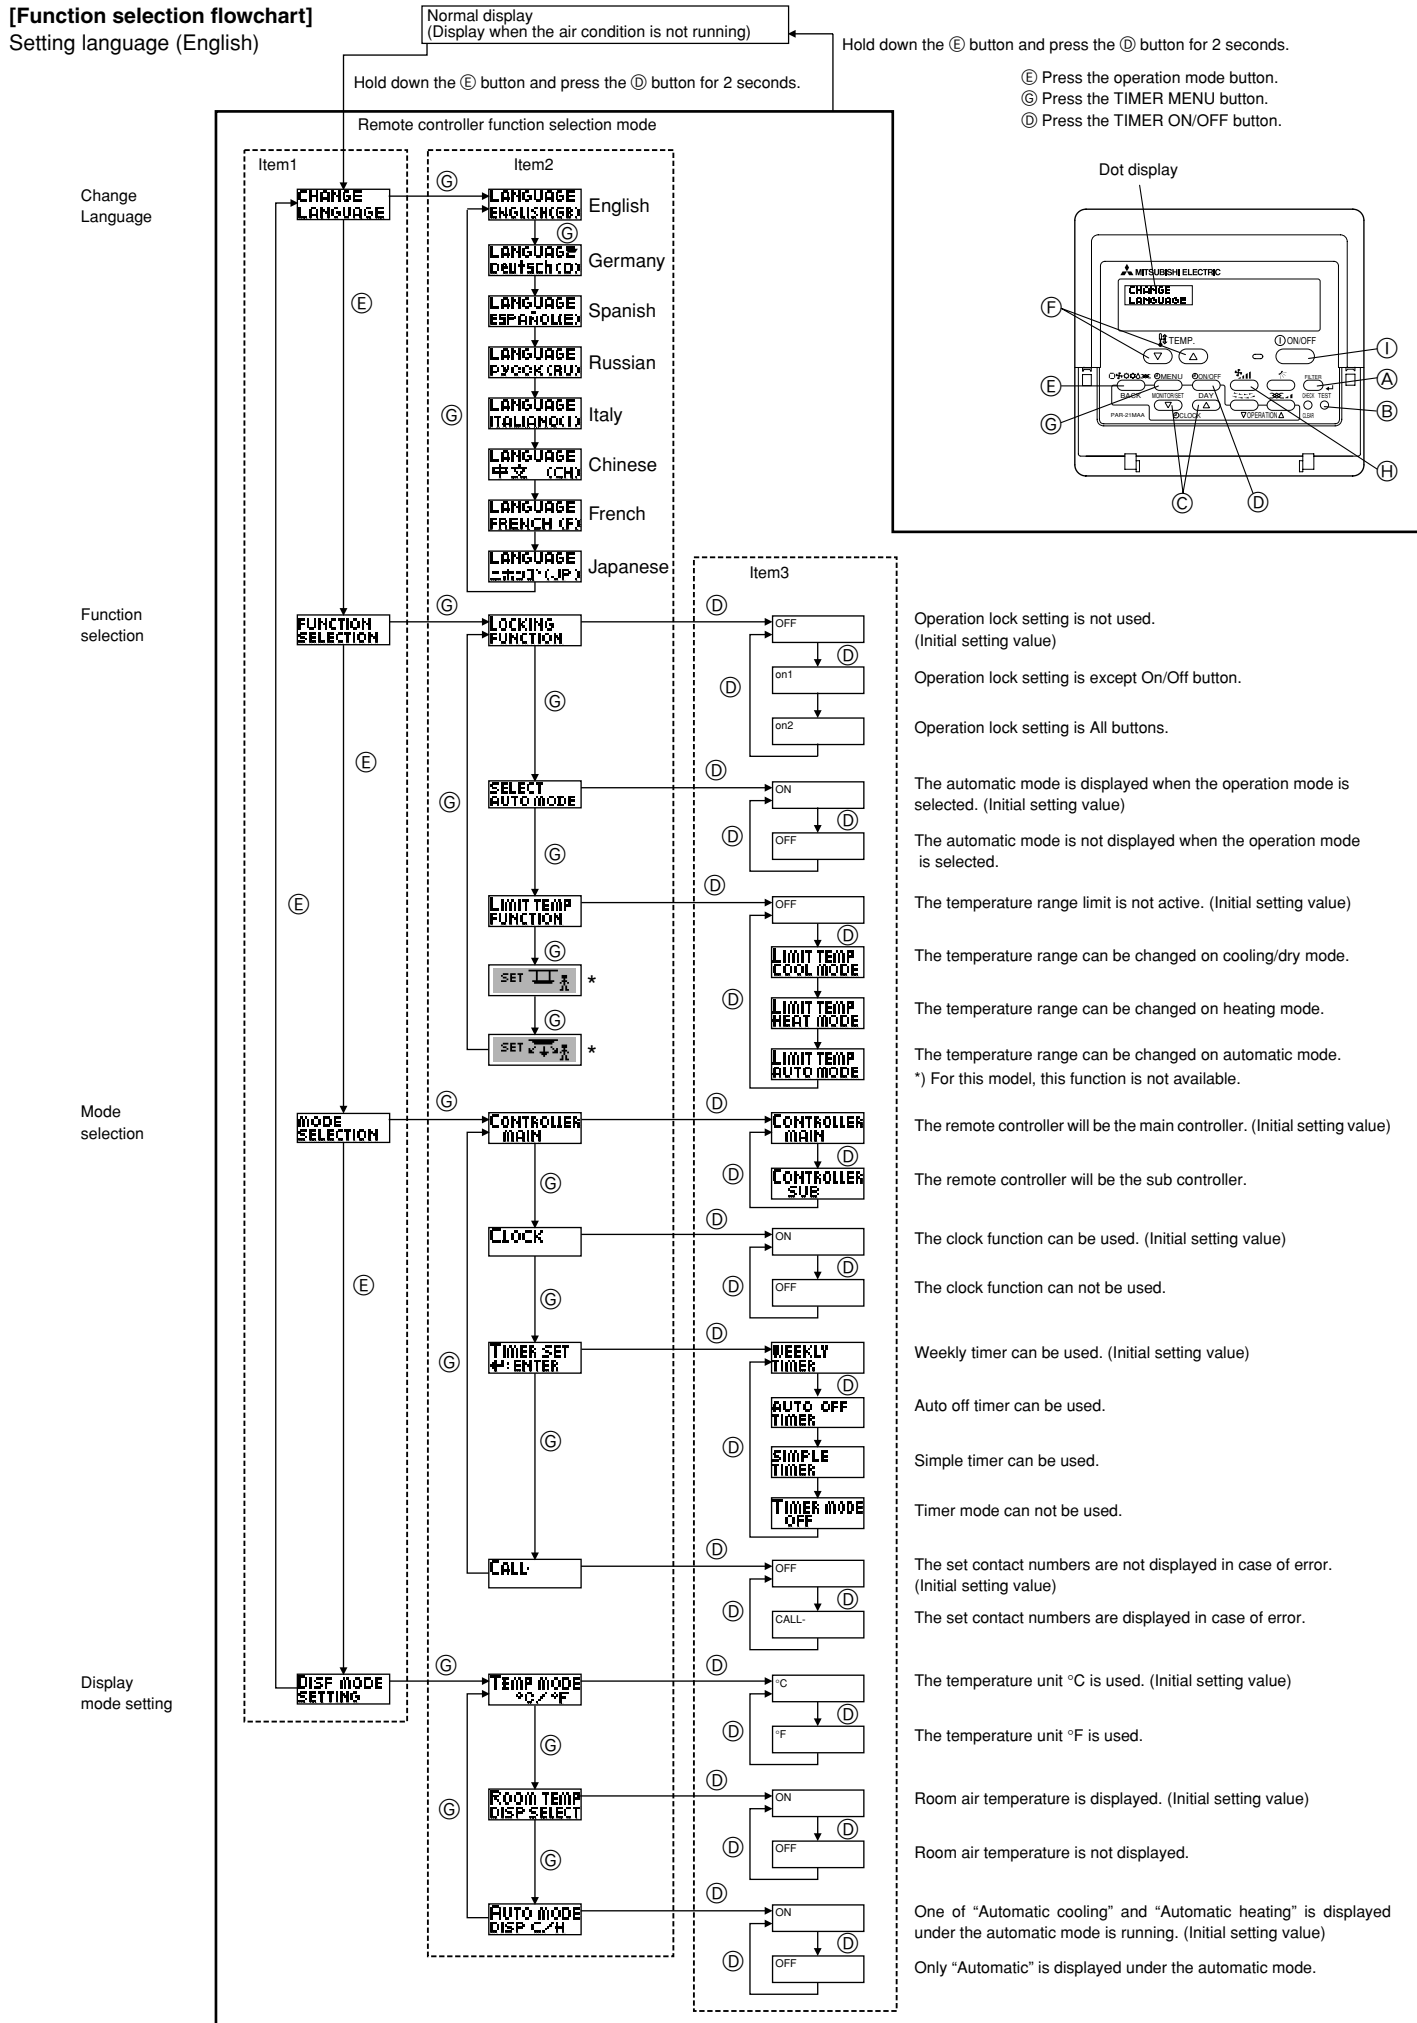 [Function selection flowchart]
Setting language (English)
Normal display
(Display when the air condition is not running)
Hold down the Ⓔ button and press the Ⓓ button for 2 seconds.
Hold down the Ⓔ button and press the Ⓓ button for 2 seconds.
Ⓔ Press the operation mode button.
Ⓖ Press the TIMER MENU button.
Ⓓ Press the TIMER ON/OFF button.
Remote controller function selection mode
Item1
Item2
Dot display
MITSUBISHI ELECTRIC
CHANGE
LANGUAGE
TEMP.
ON/OFF
MENU
ON/OFF
FILTER
BACK
MONITOR/SET
DAY
CHECK
TEST
PAR-21MAA
CLOCK
OPERATION
CLEAR
Ⓕ
Ⓔ
Ⓖ
Ⓘ
Ⓐ
Ⓑ
Ⓗ
Ⓒ
Ⓓ
Change
Language
CHANGE
LANGUAGE
Ⓖ
LANGUAGE
ENGLISH(GB)
English
Ⓖ
LANGUAGE
Deutsch(D)
Germany
Ⓔ
LANGUAGE
ESPAÑOL(E)
Spanish
LANGUAGE
РУССК(RU)
Russian
Ⓖ
LANGUAGE
ITALIANO(I)
Italy
LANGUAGE
中文 (CH)
Chinese
LANGUAGE
FRENCH (F)
French
LANGUAGE
ニホンゴ(JP)
Japanese
Item3
Function
selection
FUNCTION
SELECTION
Ⓖ
LOCKING
FUNCTION
Ⓓ
OFF
Operation lock setting is not used.
(Initial setting value)
Ⓓ
Ⓓ
on1
Operation lock setting is except On/Off button.
Ⓖ
on2
Operation lock setting is All buttons.
Ⓔ
Ⓖ
SELECT
AUTO MODE
Ⓓ
ON
The automatic mode is displayed when the operation mode is
selected. (Initial setting value)
Ⓓ
Ⓓ
OFF
The automatic mode is not displayed when the operation mode
is selected.
Ⓖ
Ⓔ
LIMIT TEMP
FUNCTION
Ⓓ
OFF
The temperature range limit is not active. (Initial setting value)
Ⓖ
Ⓓ
LIMIT TEMP
COOL MODE
The temperature range can be changed on cooling/dry mode.
SET
*
Ⓓ
LIMIT TEMP
HEAT MODE
The temperature range can be changed on heating mode.
Ⓖ
SET
*
LIMIT TEMP
AUTO MODE
The temperature range can be changed on automatic mode.
*) For this model, this function is not available.
Mode
selection
MODE
SELECTION
Ⓖ
CONTROLLER
MAIN
Ⓓ
CONTROLLER
MAIN
The remote controller will be the main controller. (Initial setting value)
Ⓓ
Ⓓ
Ⓖ
CONTROLLER
SUB
The remote controller will be the sub controller.
CLOCK
Ⓓ
ON
The clock function can be used. (Initial setting value)
Ⓓ
Ⓔ
Ⓓ
OFF
The clock function can not be used.
Ⓖ
Ⓖ
TIMER SET
↵:ENTER
Ⓓ
WEEKLY
TIMER
Weekly timer can be used. (Initial setting value)
Ⓓ
AUTO OFF
TIMER
Auto off timer can be used.
Ⓖ
Ⓓ
SIMPLE
TIMER
Simple timer can be used.
TIMER MODE
OFF
Timer mode can not be used.
CALL-
Ⓓ
OFF
The set contact numbers are not displayed in case of error.
(Initial setting value)
Ⓓ
Ⓓ
CALL-
The set contact numbers are displayed in case of error.
Display
mode setting
DISP MODE
SETTING
Ⓖ
TEMP MODE
°C/°F
Ⓓ
°C
The temperature unit °C is used. (Initial setting value)
Ⓓ
Ⓓ
°F
The temperature unit °F is used.
Ⓖ
Ⓖ
ROOM TEMP
DISP SELECT
Ⓓ
ON
Room air temperature is displayed. (Initial setting value)
Ⓓ
Ⓓ
OFF
Room air temperature is not displayed.
Ⓖ
AUTO MODE
DISP C/H
Ⓓ
ON
One of “Automatic cooling” and “Automatic heating” is displayed
under the automatic mode is running. (Initial setting value)
Ⓓ
Ⓓ
OFF
Only “Automatic” is displayed under the automatic mode.